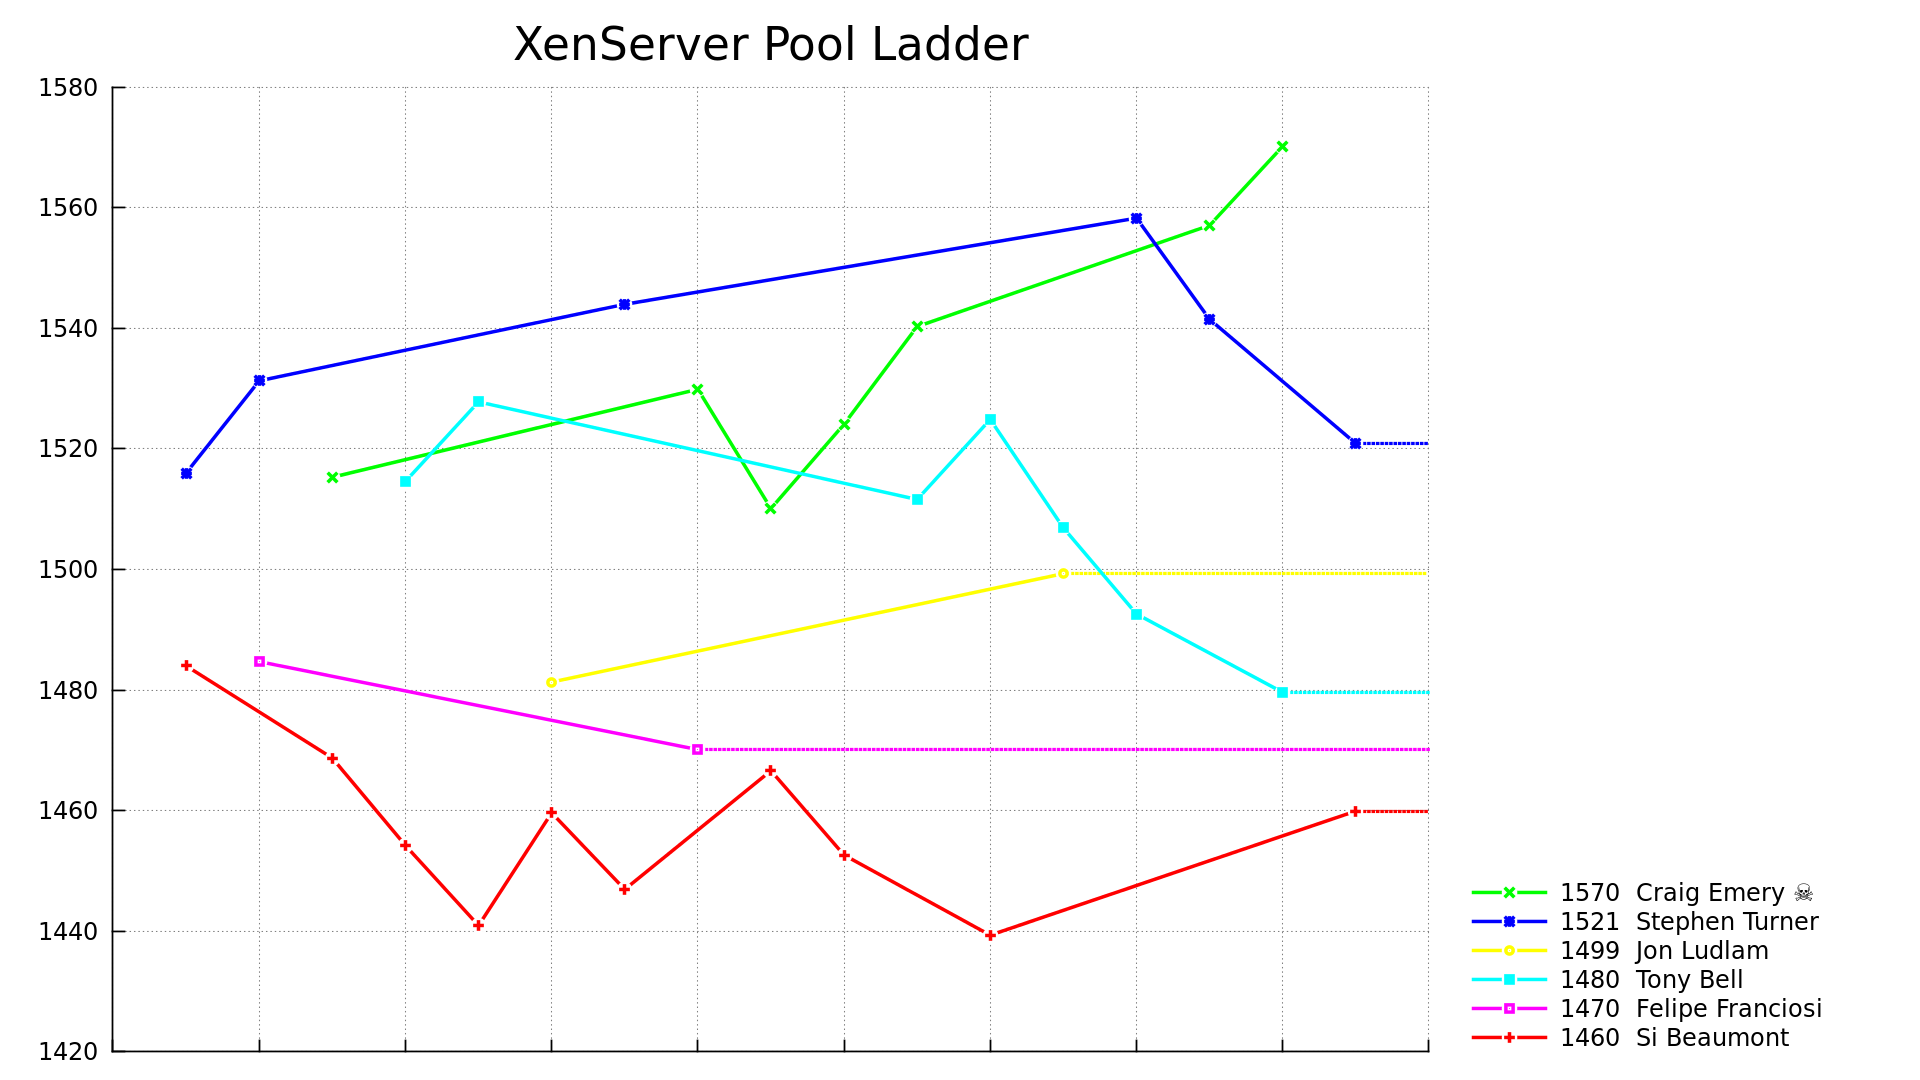 XenServer Pool Ladder
1580
1560
1540
1520
1500
1480
1460
1440
1420
1570 Craig Emery ☠
1521 Stephen Turner
1499 Jon Ludlam
1480 Tony Bell
1470 Felipe Franciosi
1460 Si Beaumont